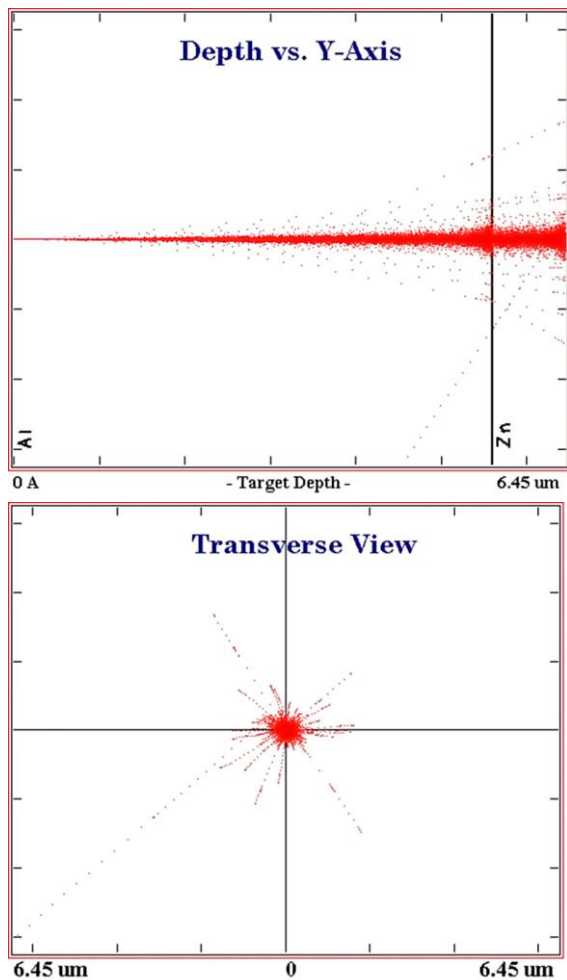 Depth vs. Y-Axis
Al
Zn
0 A
- Target Depth -
6.45 um
Transverse View
6.45 um
0
6.45 um